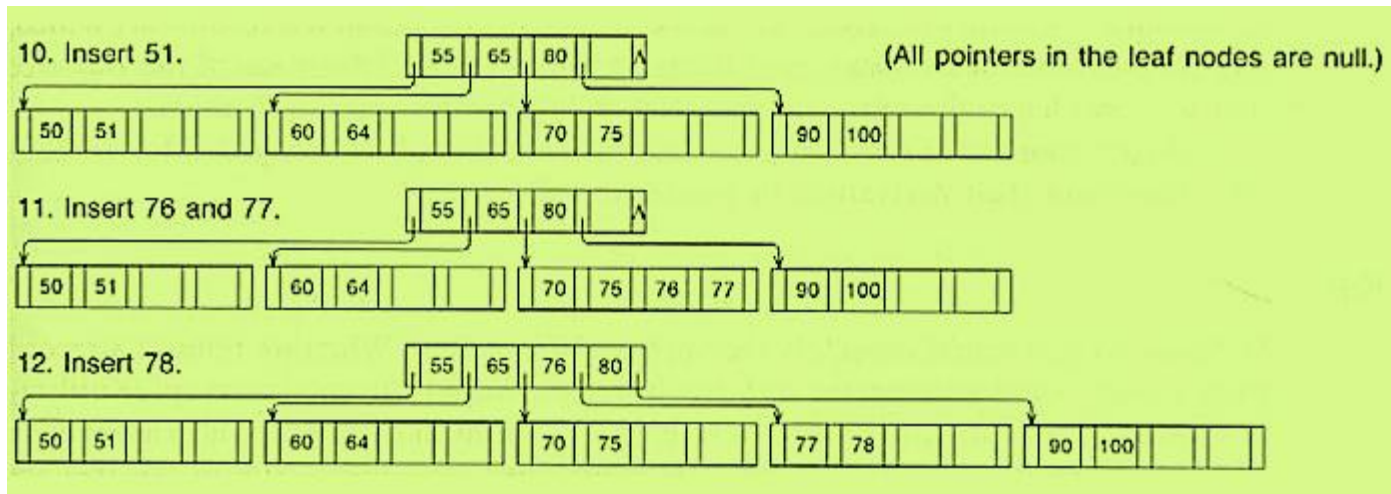 10. Insert 51.
55 65 80
(All pointers in the leaf nodes are null.)
50 51 60 64 70 75 90 100
11. Insert 76 and 77.
55 65 80
50 51 60 64 70 75 76 77 90 100
12. Insert 78.
55 65 76 80
50 51 60 64 70 75 77 78 90 100